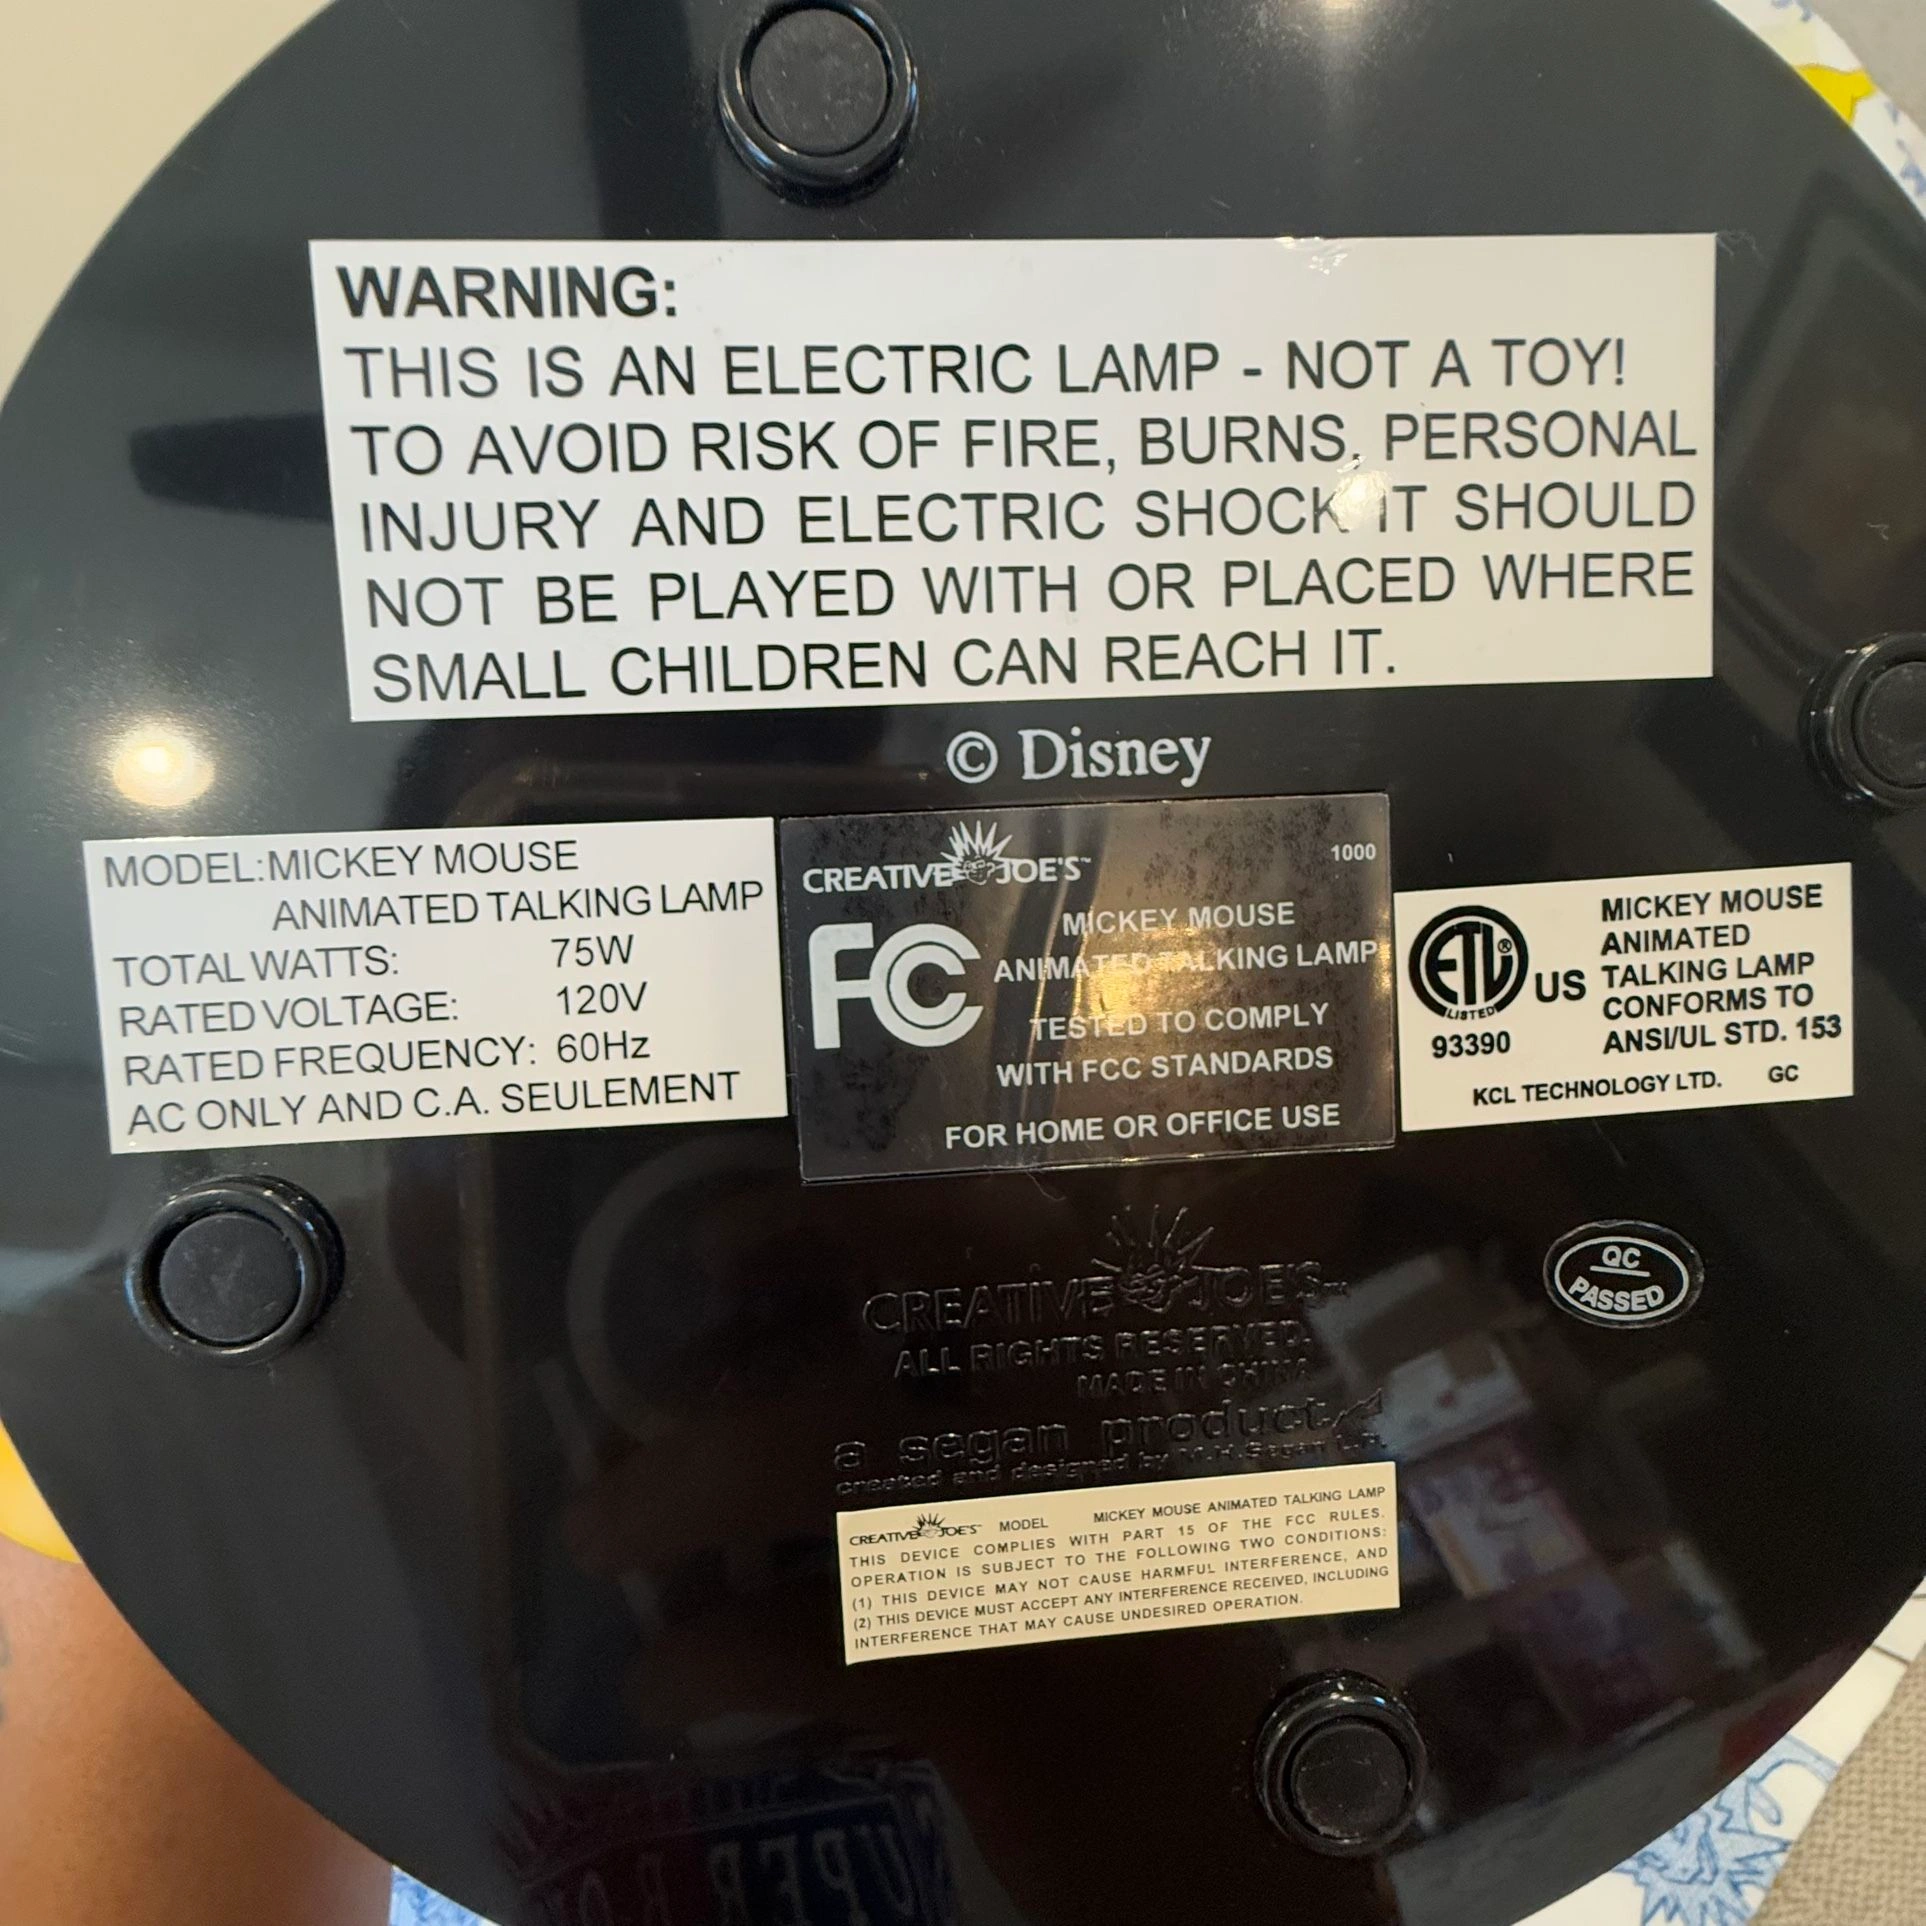 WARNING:
THIS IS AN ELECTRIC LAMP - NOT A TOY!
TO AVOID RISK OF FIRE, BURNS, PERSONAL
INJURY AND ELECTRIC SHOCK IT SHOULD
NOT BE PLAYED WITH OR PLACED WHERE
SMALL CHILDREN CAN REACH IT.
© Disney
MODEL:MICKEY MOUSE
ANIMATED TALKING LAMP
TOTAL WATTS: 75W
RATED VOLTAGE: 120V
RATED FREQUENCY: 60Hz
AC ONLY AND C.A. SEULEMENT
CREATIVE JOE'S™ 1000
FC
MICKEY MOUSE
ANIMATED TALKING LAMP
TESTED TO COMPLY
WITH FCC STANDARDS
FOR HOME OR OFFICE USE
ETL®
LISTED
US
93390
MICKEY MOUSE
ANIMATED
TALKING LAMP
CONFORMS TO
ANSI/UL STD. 153
KCL TECHNOLOGY LTD. GC
QC
PASSED
CREATIVE JOE'S™
ALL RIGHTS RESERVED.
MADE IN CHINA
a segan product
created and designed by M.H.Segan L.P.
CREATIVE JOE'S™ MODEL MICKEY MOUSE ANIMATED TALKING LAMP
THIS DEVICE COMPLIES WITH PART 15 OF THE FCC RULES.
OPERATION IS SUBJECT TO THE FOLLOWING TWO CONDITIONS:
(1) THIS DEVICE MAY NOT CAUSE HARMFUL INTERFERENCE, AND
(2) THIS DEVICE MUST ACCEPT ANY INTERFERENCE RECEIVED, INCLUDING
INTERFERENCE THAT MAY CAUSE UNDESIRED OPERATION.